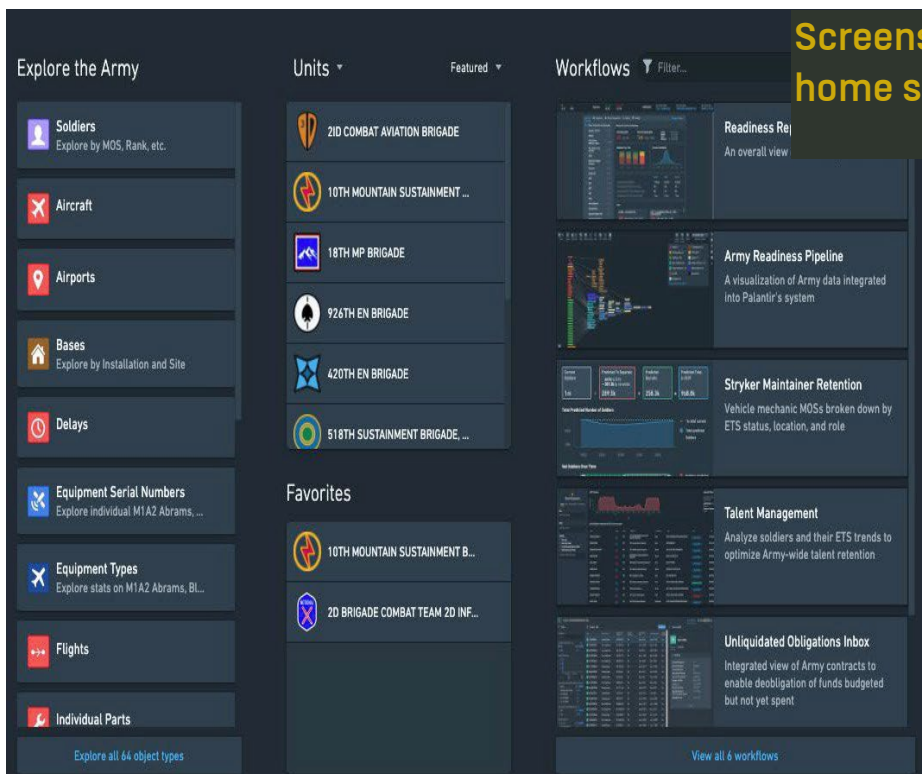 Screens
home s
Explore the Army
Soldiers
Explore by MOS, Rank, etc.
Aircraft
Airports
Bases
Explore by Installation and Site
Delays
Equipment Serial Numbers
Explore individual M1A2 Abrams, ...
Equipment Types
Explore stats on M1A2 Abrams, Bl...
Flights
Individual Parts
Explore all 64 object types
Units
Featured
2ID COMBAT AVIATION BRIGADE
10TH MOUNTAIN SUSTAINMENT ...
18TH MP BRIGADE
926TH EN BRIGADE
420TH EN BRIGADE
518TH SUSTAINMENT BRIGADE, ...
Favorites
10TH MOUNTAIN SUSTAINMENT B...
2D BRIGADE COMBAT TEAM 2D INF...
Workflows
Filter...
Readiness Rep
An overall view
Army Readiness Pipeline
A visualization of Army data integrated
into Palantir's system
Stryker Maintainer Retention
Vehicle mechanic MOSs broken down by
ETS status, location, and role
Talent Management
Analyze soldiers and their ETS trends to
optimize Army-wide talent retention
Unliquidated Obligations Inbox
Integrated view of Army contracts to
enable deobligation of funds budgeted
but not yet spent
View all 6 workflows